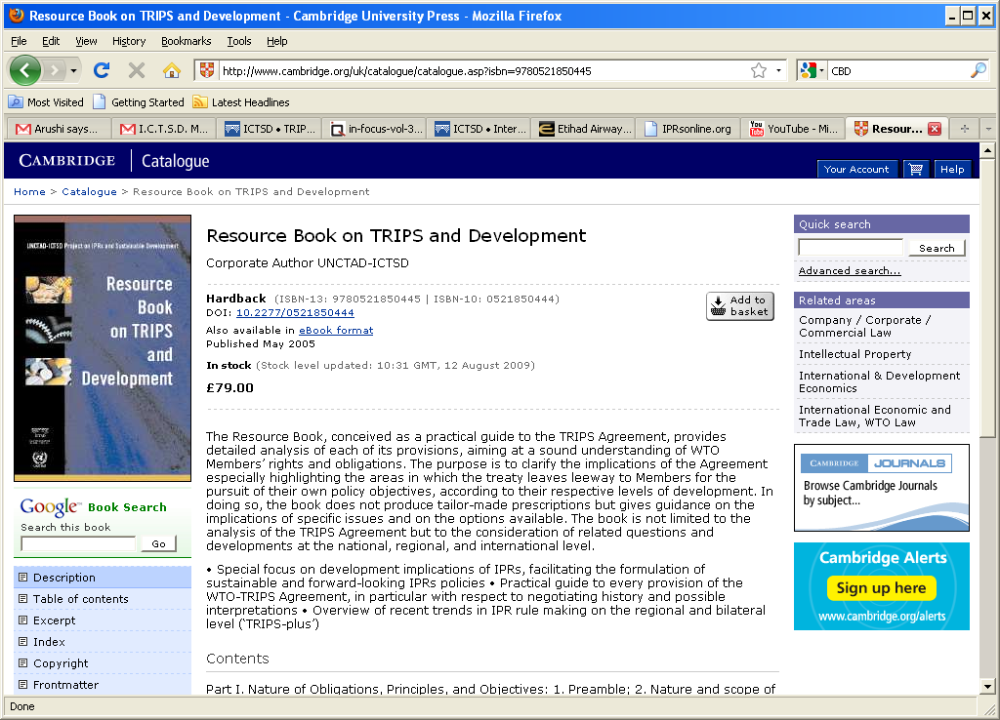 Resource Book on TRIPS and Development - Cambridge University Press - Mozilla Firefox
File Edit View History Bookmarks Tools Help
http://www.cambridge.org/uk/catalogue/catalogue.asp?isbn=9780521850445
CBD
Most Visited Getting Started Latest Headlines
Arushi says...
I.C.T.S.D. M...
ICTSD • TRIP...
in-focus-vol-3...
ICTSD • Inter...
Etihad Airway...
IPRsonline.org
YouTube - Mi...
Resour...
CAMBRIDGE Catalogue
Your Account Help
Home > Catalogue > Resource Book on TRIPS and Development
UNCTAD-ICTSD Project on IPRs and Sustainable Development
Resource
Book
on TRIPS
and
Development
Google™ Book Search
Search this book
Go
Description
Table of contents
Excerpt
Index
Copyright
Frontmatter
Resource Book on TRIPS and Development
Corporate Author UNCTAD-ICTSD
Hardback (ISBN-13: 9780521850445 | ISBN-10: 0521850444)
DOI: 10.2277/0521850444
Add to
basket
Also available in eBook format
Published May 2005
In stock (Stock level updated: 10:31 GMT, 12 August 2009)
£79.00
The Resource Book, conceived as a practical guide to the TRIPS Agreement, provides
detailed analysis of each of its provisions, aiming at a sound understanding of WTO
Members’ rights and obligations. The purpose is to clarify the implications of the Agreement
especially highlighting the areas in which the treaty leaves leeway to Members for the
pursuit of their own policy objectives, according to their respective levels of development. In
doing so, the book does not produce tailor-made prescriptions but gives guidance on the
implications of specific issues and on the options available. The book is not limited to the
analysis of the TRIPS Agreement but to the consideration of related questions and
developments at the national, regional, and international level.
• Special focus on development implications of IPRs, facilitating the formulation of
sustainable and forward-looking IPRs policies • Practical guide to every provision of the
WTO-TRIPS Agreement, in particular with respect to negotiating history and possible
interpretations • Overview of recent trends in IPR rule making on the regional and bilateral
level (‘TRIPS-plus’)
Contents
Part I. Nature of Obligations, Principles, and Objectives: 1. Preamble; 2. Nature and scope of
Quick search
Search
Advanced search...
Related areas
Company / Corporate /
Commercial Law
Intellectual Property
International & Development
Economics
International Economic and
Trade Law, WTO Law
CAMBRIDGE JOURNALS
Browse Cambridge Journals
by subject...
Cambridge Alerts
Sign up here
www.cambridge.org/alerts
Done